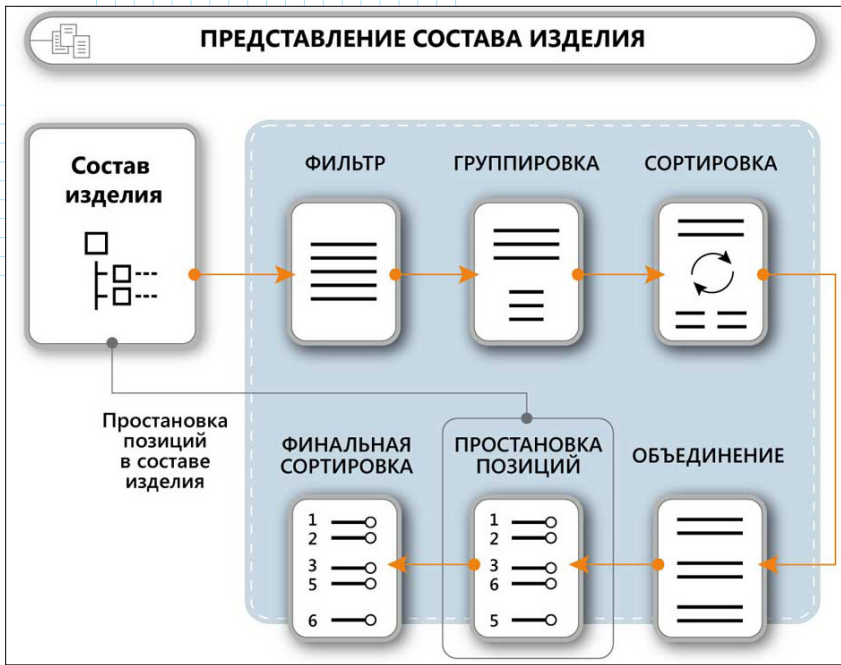 ПРЕДСТАВЛЕНИЕ СОСТАВА ИЗДЕЛИЯ
Состав
изделия
ФИЛЬТР
ГРУППИРОВКА
СОРТИРОВКА
Простановка
позиций
в составе
изделия
ФИНАЛЬНАЯ
СОРТИРОВКА
1
2
3
5
6
ПРОСТАНОВКА
ПОЗИЦИЙ
1
2
3
6
5
ОБЪЕДИНЕНИЕ